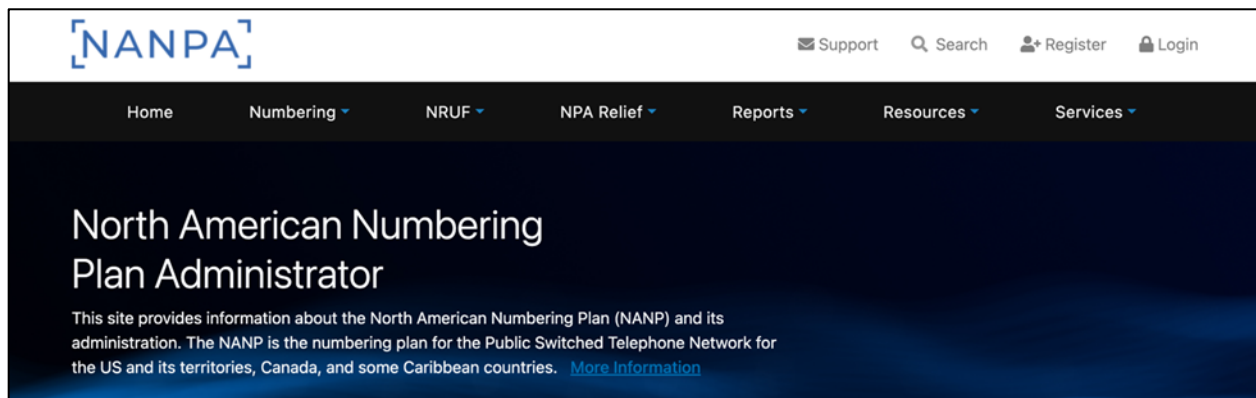 NANPA
Support Search Register Login
Home Numbering NRUF NPA Relief Reports Resources Services
North American Numbering
Plan Administrator
This site provides information about the North American Numbering Plan (NANP) and its
administration. The NANP is the numbering plan for the Public Switched Telephone Network for
the US and its territories, Canada, and some Caribbean countries. More Information